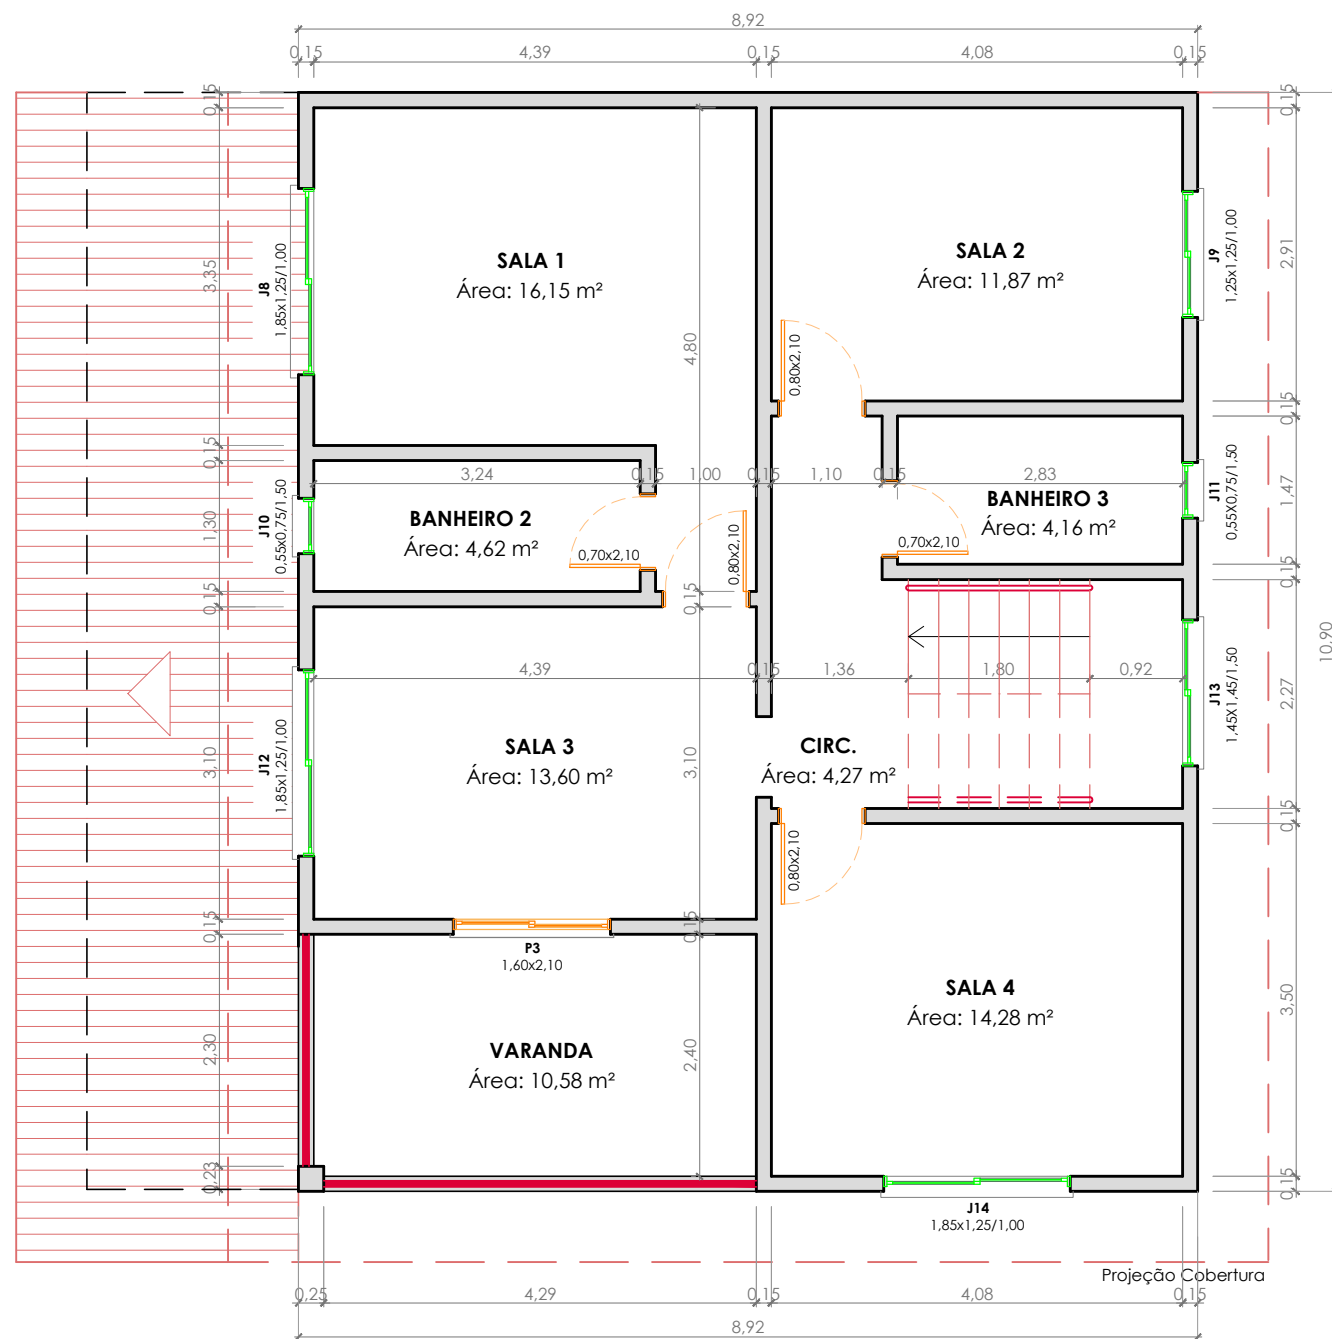 8,92
0,15
4,39
0,15
4,08
0,15
0,15
0,15
J8
1,85x1,25/1,00
3,35
SALA 1
Área: 16,15 m²
4,80
SALA 2
Área: 11,87 m²
J9
1,25x1,25/1,00
2,91
0,80x2,10
0,15
0,15
3,24
0,15
1,00
0,15
1,10
0,15
2,83
J10
0,55x0,75/1,50
1,30
BANHEIRO 2
Área: 4,62 m²
0,70x2,10
0,80x2,10
BANHEIRO 3
Área: 4,16 m²
0,70x2,10
J11
0,55X0,75/1,50
1,47
0,15
0,15
0,15
10,90
4,39
0,15
1,36
1,80
0,92
J13
1,45X1,45/1,50
2,27
J12
1,85x1,25/1,00
3,10
SALA 3
Área: 13,60 m²
3,10
CIRC.
Área: 4,27 m²
0,15
0,80x2,10
0,15
0,15
P3
1,60x2,10
SALA 4
Área: 14,28 m²
3,50
2,30
VARANDA
Área: 10,58 m²
2,40
0,23
0,15
J14
1,85x1,25/1,00
Projeção Cobertura
0,25
4,29
0,15
4,08
0,15
8,92